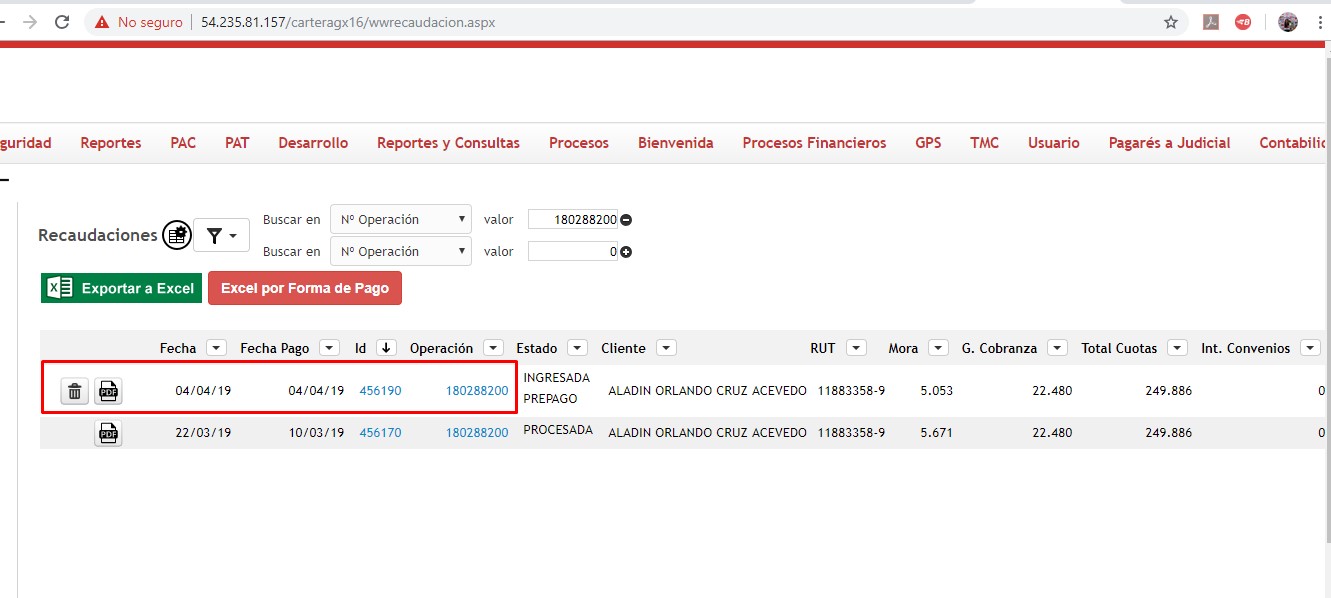 No seguro 54.235.81.157/carteragx16/wwrecaudacion.aspx
guridad Reportes PAC PAT Desarrollo Reportes y Consultas Procesos Bienvenida Procesos Financieros GPS TMC Usuario Pagarés a Judicial Contabilid
Recaudaciones
Buscar en Nº Operación valor 180288200
Buscar en Nº Operación valor 0
Exportar a Excel Excel por Forma de Pago
Fecha Fecha Pago Id Operación Estado Cliente RUT Mora G. Cobranza Total Cuotas Int. Convenios
PDF 04/04/19 04/04/19 456190 180288200 INGRESADA PREPAGO ALADIN ORLANDO CRUZ ACEVEDO 11883358-9 5.053 22.480 249.886 0
PDF 22/03/19 10/03/19 456170 180288200 PROCESADA ALADIN ORLANDO CRUZ ACEVEDO 11883358-9 5.671 22.480 249.886 0